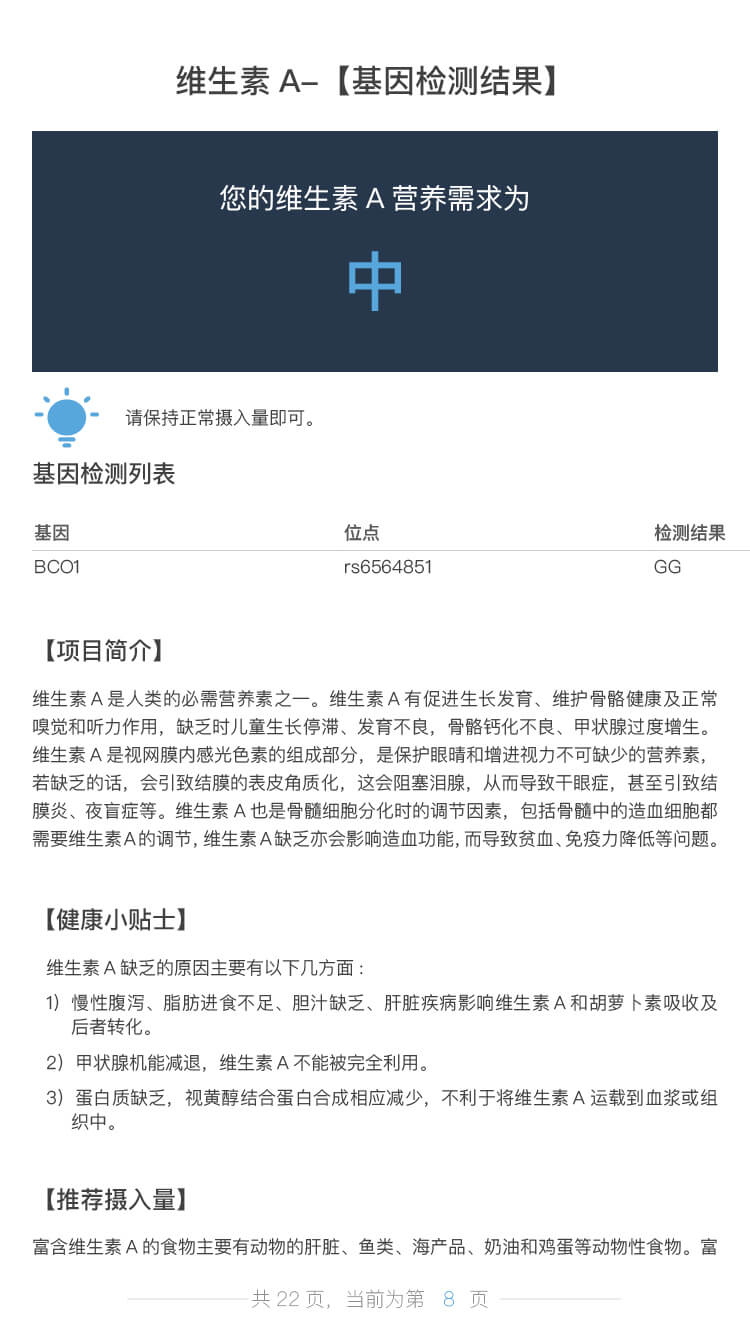 维生素 A-【基因检测结果】
您的维生素 A 营养需求为
中
请保持正常摄入量即可。
基因检测列表
基因 位点 检测结果
BCO1 rs6564851 GG
【项目简介】
维生素 A 是人类的必需营养素之一。维生素 A 有促进生长发育、维护骨骼健康及正常
嗅觉和听力作用，缺乏时儿童生长停滞、发育不良，骨骼钙化不良、甲状腺过度增生。
维生素 A 是视网膜内感光色素的组成部分，是保护眼睛和增进视力不可缺少的营养素，
若缺乏的话，会引致结膜的表皮角质化，这会阻塞泪腺，从而导致干眼症，甚至引致结
膜炎、夜盲症等。维生素 A 也是骨髓细胞分化时的调节因素，包括骨髓中的造血细胞都
需要维生素A的调节，维生素A缺乏亦会影响造血功能，而导致贫血、免疫力降低等问题。
【健康小贴士】
维生素 A 缺乏的原因主要有以下几方面：
1）慢性腹泻、脂肪进食不足、胆汁缺乏、肝脏疾病影响维生素 A 和胡萝卜素吸收及
后者转化。
2）甲状腺机能减退，维生素 A 不能被完全利用。
3）蛋白质缺乏，视黄醇结合蛋白合成相应减少，不利于将维生素 A 运载到血浆或组
织中。
【推荐摄入量】
富含维生素 A 的食物主要有动物的肝脏、鱼类、海产品、奶油和鸡蛋等动物性食物。富
共 22 页，当前为第 8 页